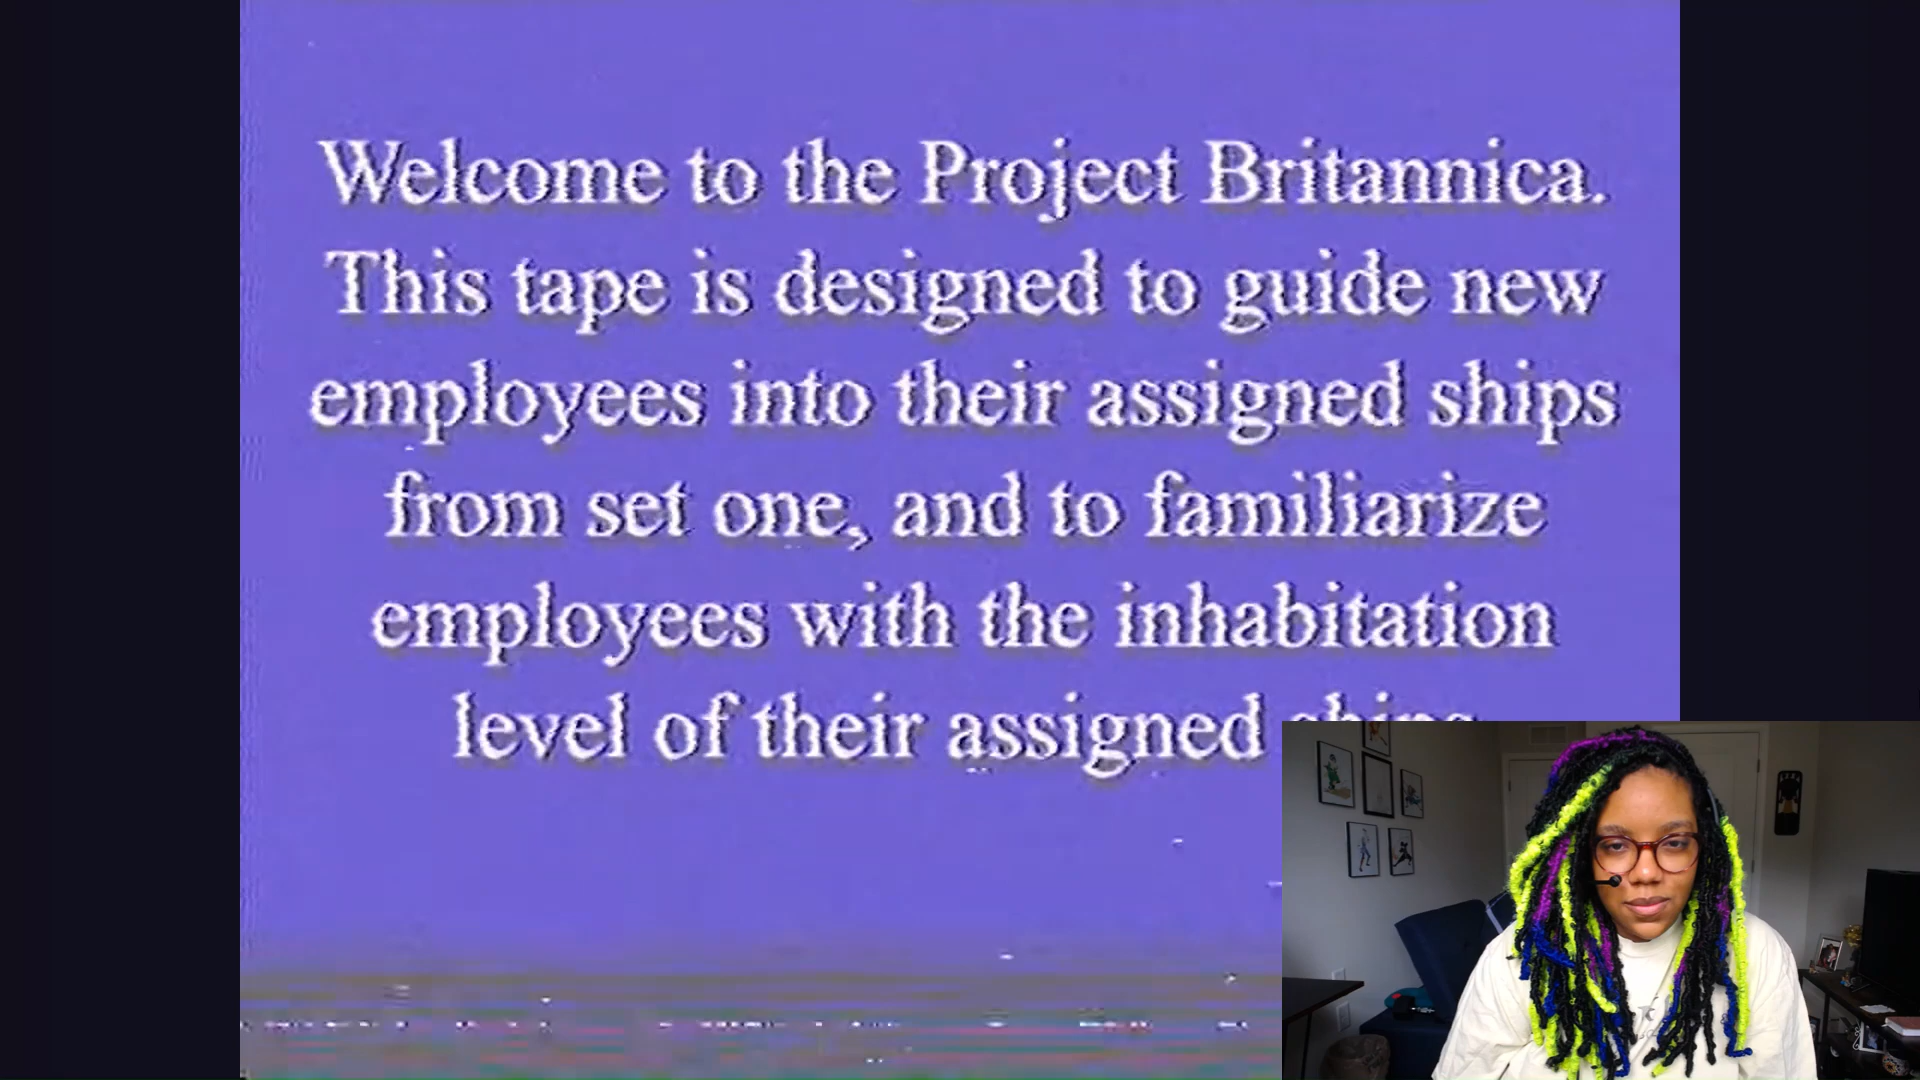 Welcome to the Project Britannica.
This tape is designed to guide new
employees into their assigned ships
from set one, and to familiarize
employees with the inhabitation
level of their assigned ships.